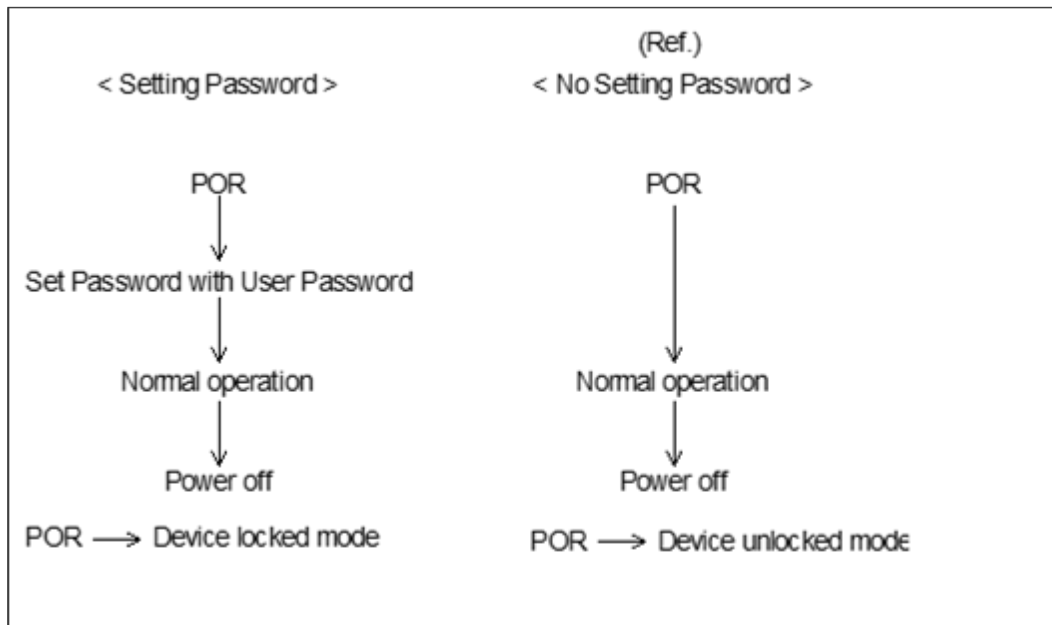 < Setting Password >
POR
Set Password with User Password
Normal operation
Power off
POR → Device locked mode
(Ref.)
< No Setting Password >
POR
Normal operation
Power off
POR → Device unlocked mode